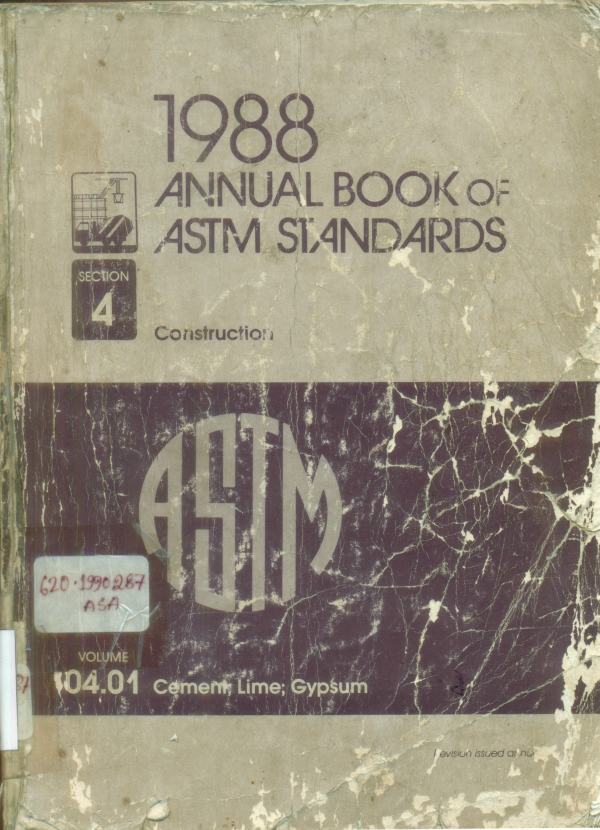 1988
ANNUAL BOOK OF
ASTM STANDARDS
SECTION
4
Construction
ASTM
620.1990287
ASA
VOLUME
04.01 Cement; Lime; Gypsum
issued